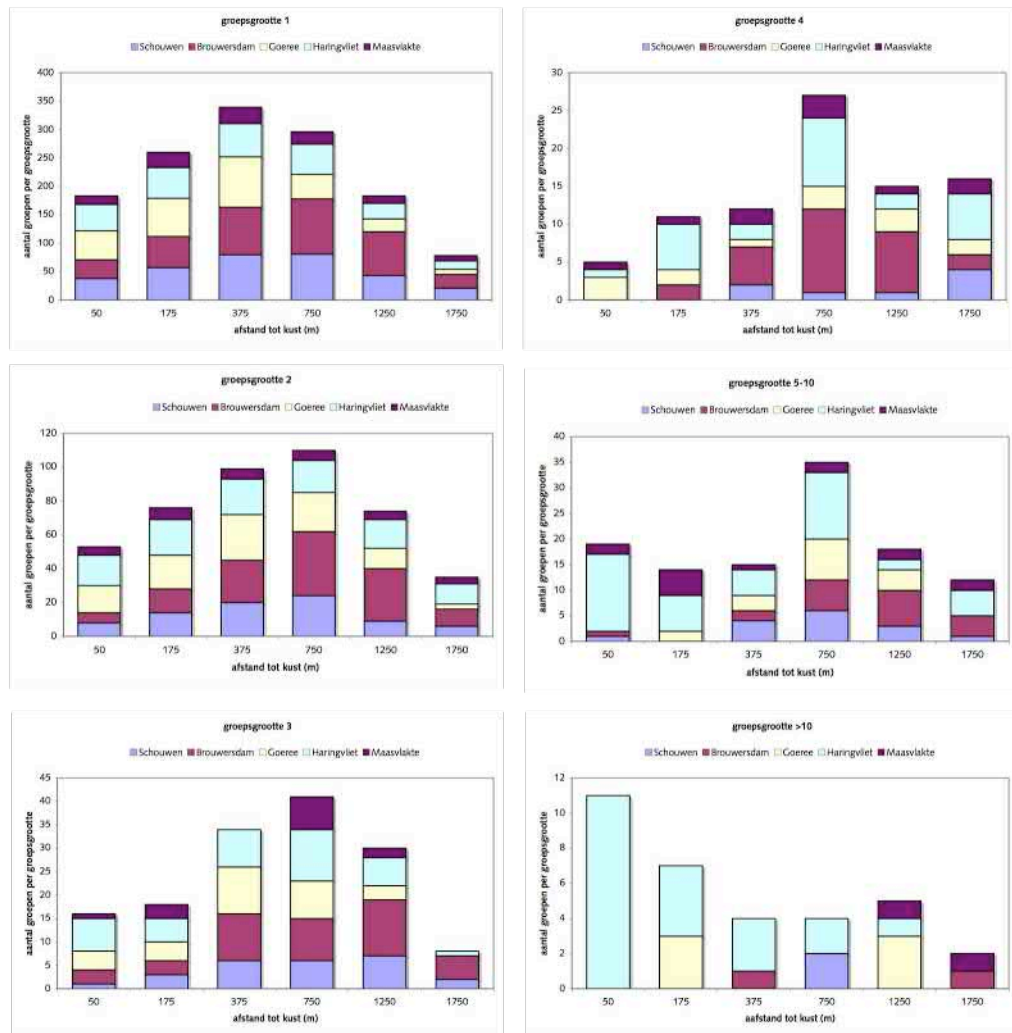 groepsgrootte 1
Schouwen Brouwersdam Goeree Haringvliet Maasvlakte
aantal groepen per groepsgrootte
400
350
300
250
200
150
100
50
0
50 175 375 750 1250 1750
afstand tot kust (m)
groepsgrootte 4
Schouwen Brouwersdam Goeree Haringvliet Maasvlakte
aantal groepen per groepsgrootte
30
25
20
15
10
5
0
50 175 375 750 1250 1750
aafstand tot kust (m)
groepsgrootte 2
Schouwen Brouwersdam Goeree Haringvliet Maasvlakte
aantal groepen per groepsgrootte
120
100
80
60
40
20
0
50 175 375 750 1250 1750
afstand tot kust (m)
groepsgrootte 5-10
Schouwen Brouwersdam Goeree Haringvliet Maasvlakte
aantal groepen per groepsgrootte
40
35
30
25
20
15
10
5
0
50 175 375 750 1250 1750
afstand tot kust (m)
groepsgrootte 3
Schouwen Brouwersdam Goeree Haringvliet Maasvlakte
aantal groepen per groepsgrootte
45
40
35
30
25
20
15
10
5
0
50 175 375 750 1250 1750
afstand tot kust (m)
groepsgrootte >10
Schouwen Brouwersdam Goeree Haringvliet Maasvlakte
aantal groepen per groepsgrootte
12
10
8
6
4
2
0
50 175 375 750 1250 1750
aafstand tot kust (m)